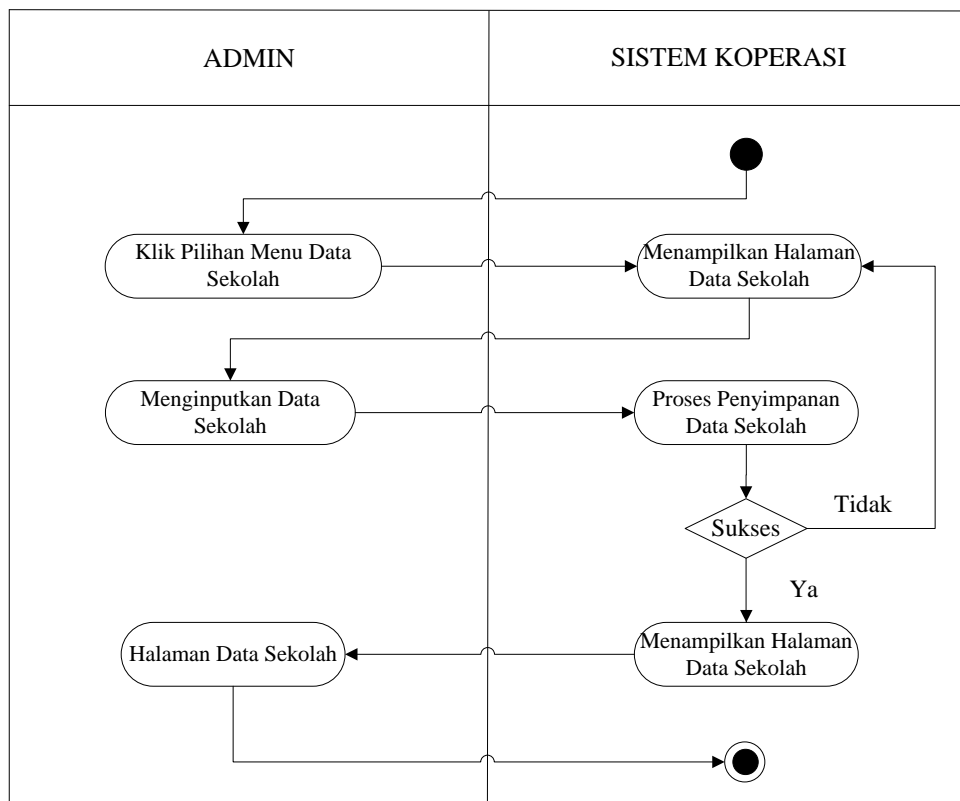 ADMIN
SISTEM KOPERASI
Klik Pilihan Menu Data
Sekolah
Menampilkan Halaman
Data Sekolah
Menginputkan Data
Sekolah
Proses Penyimpanan
Data Sekolah
Sukses
Tidak
Ya
Halaman Data Sekolah
Menampilkan Halaman
Data Sekolah